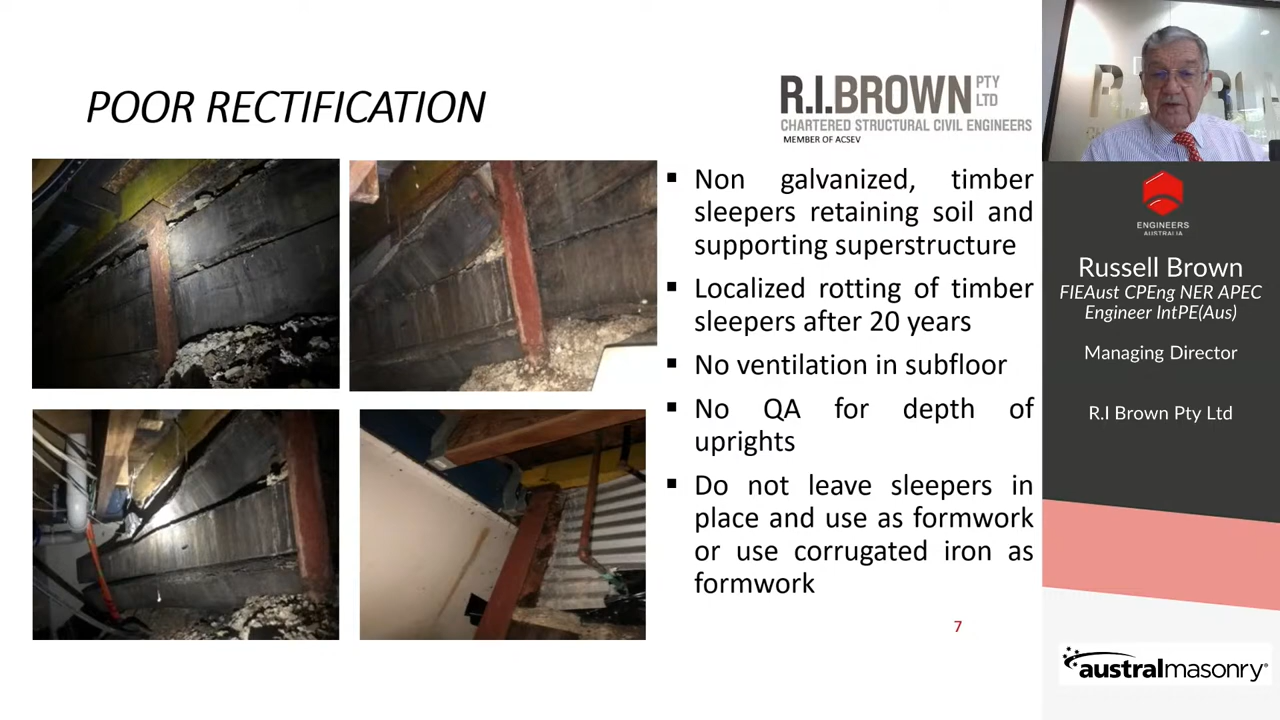 POOR RECTIFICATION
R.I.BROWN PTY LTD
CHARTERED STRUCTURAL CIVIL ENGINEERS
MEMBER OF ACSEV
▪ Non galvanized, timber
sleepers retaining soil and
supporting superstructure
▪ Localized rotting of timber
sleepers after 20 years
▪ No ventilation in subfloor
▪ No QA for depth of
uprights
▪ Do not leave sleepers in
place and use as formwork
or use corrugated iron as
formwork
7
ENGINEERS
AUSTRALIA
Russell Brown
FIEAust CPEng NER APEC
Engineer IntPE(Aus)
Managing Director
R.I Brown Pty Ltd
australmasonry®